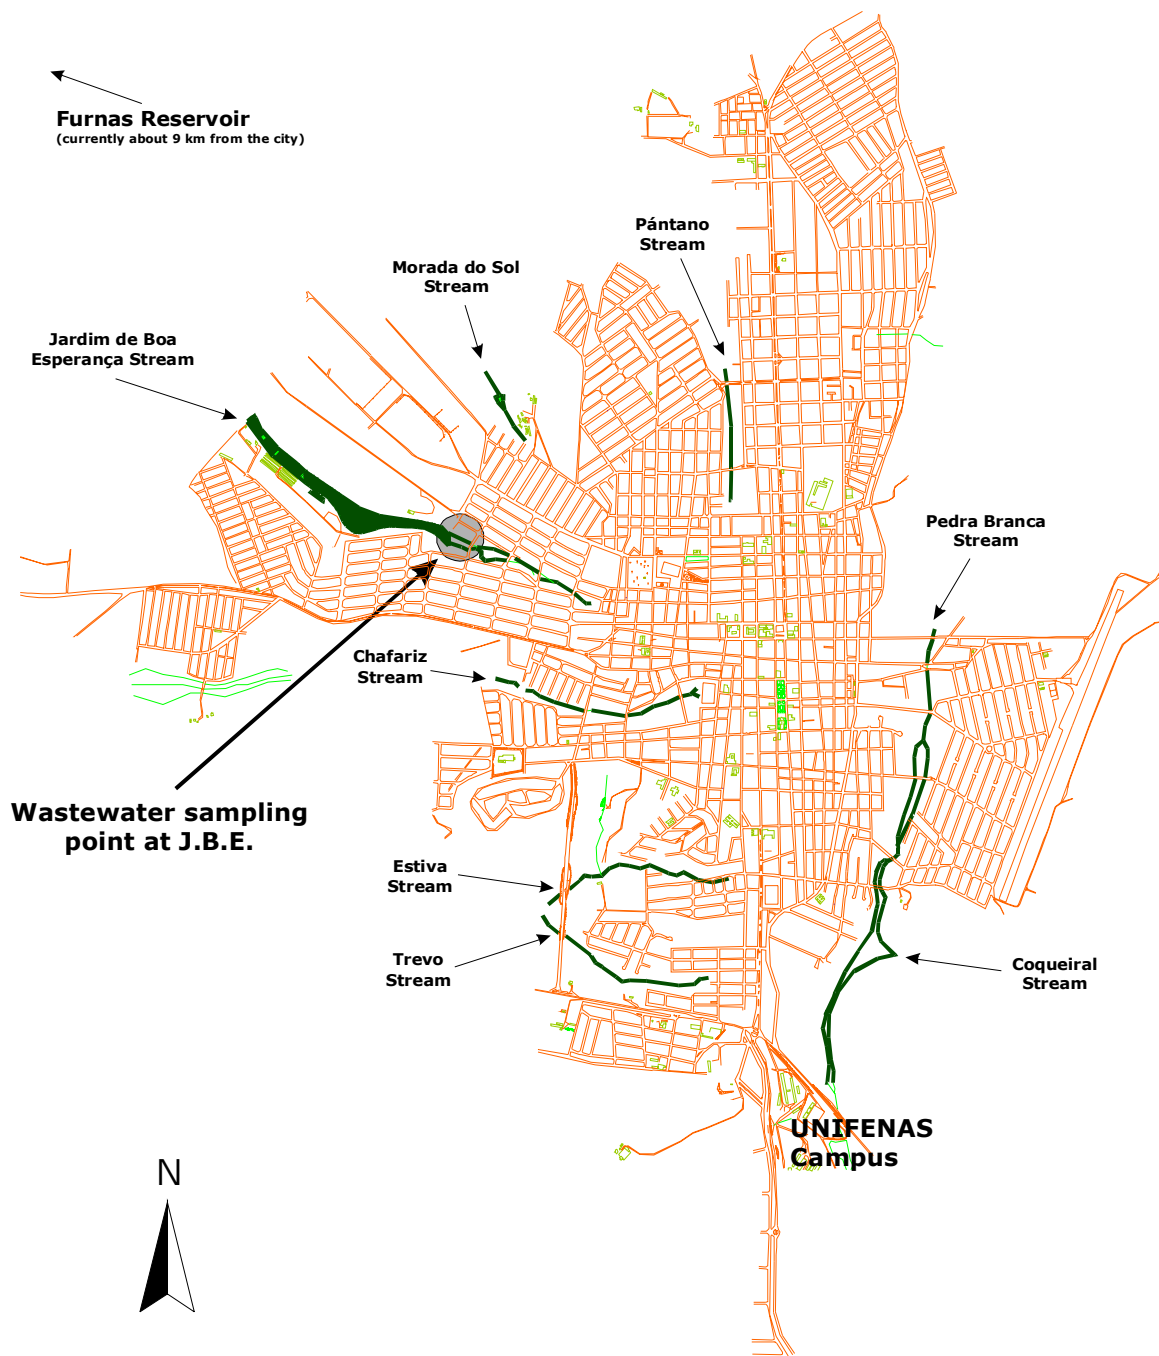 Furnas Reservoir
(currently about 9 km from the city)
Pántano
Stream
Morada do Sol
Stream
Jardim de Boa
Esperança Stream
Pedra Branca
Stream
Chafariz
Stream
Wastewater sampling
point at J.B.E.
Estiva
Stream
Trevo
Stream
Coqueiral
Stream
UNIFENAS
Campus
N